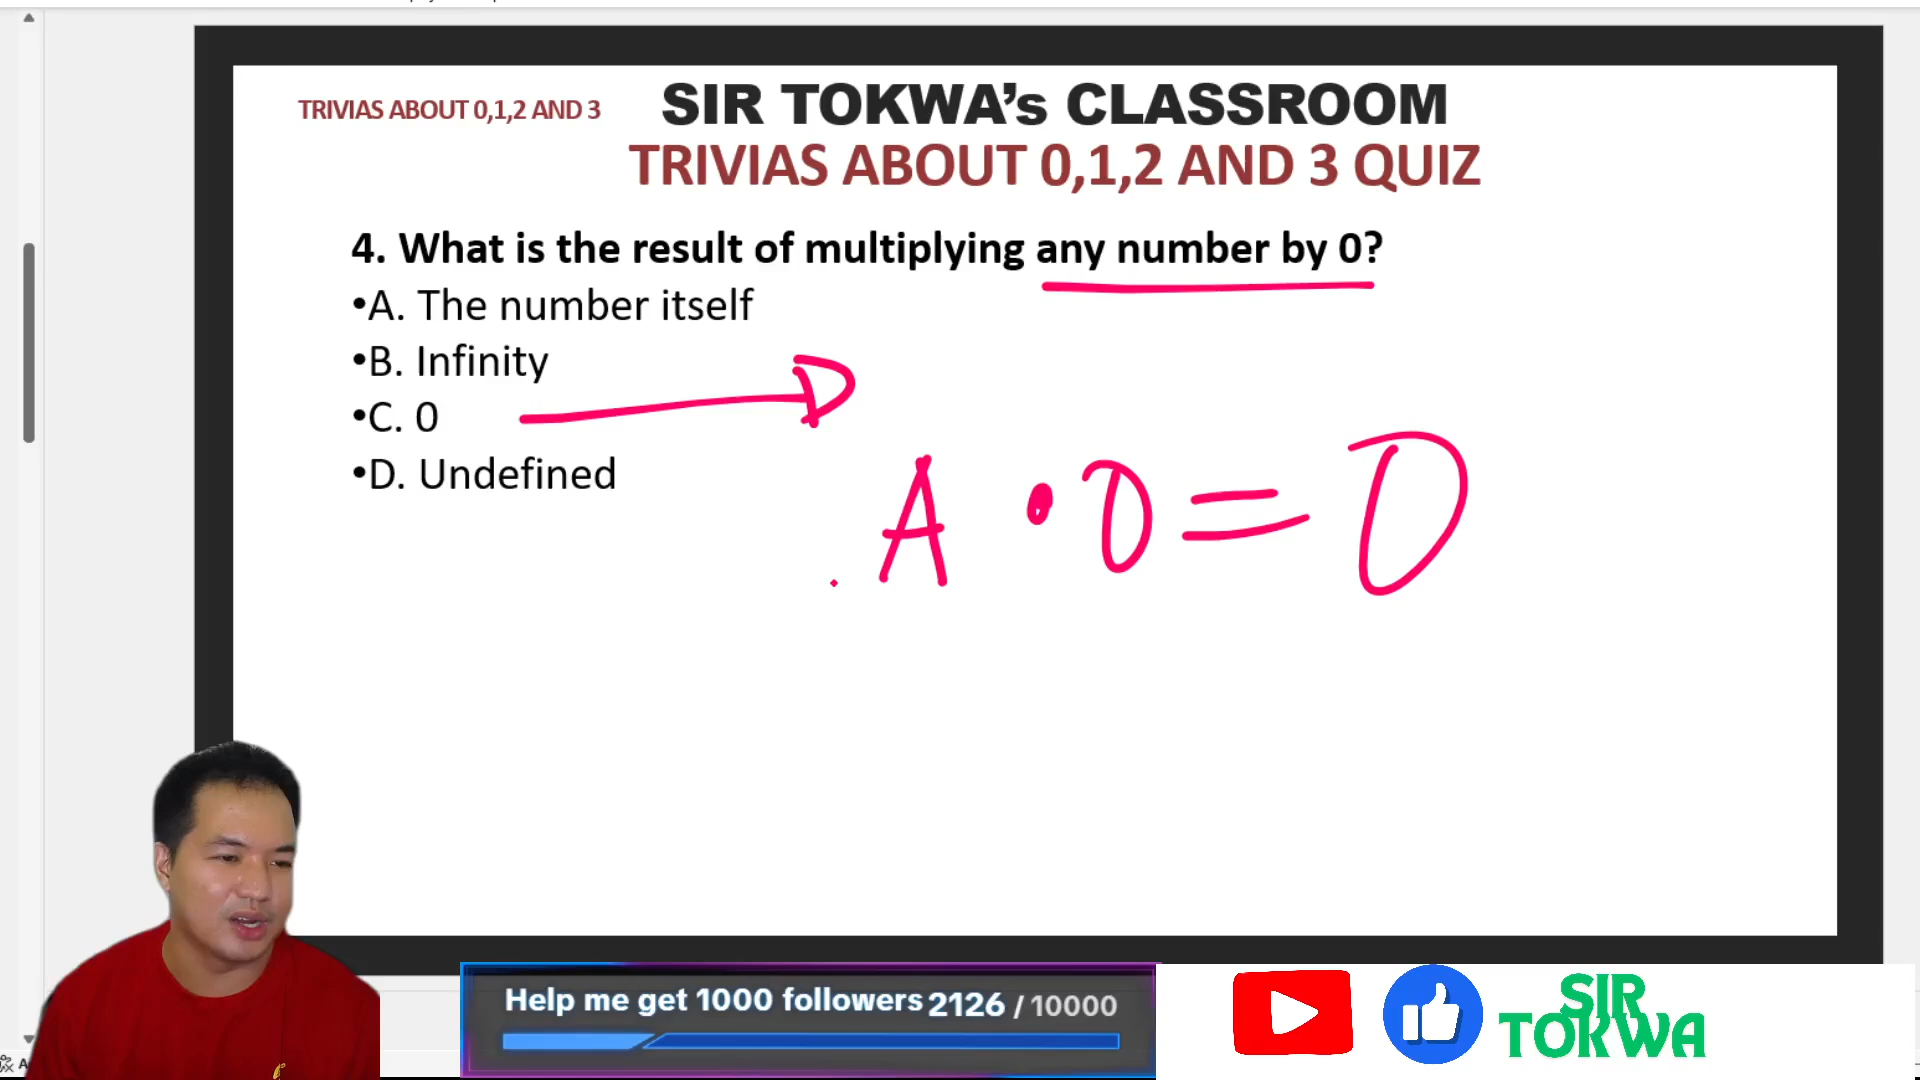 TRIVIAS ABOUT 0,1,2 AND 3
SIR TOKWA's CLASSROOM
TRIVIAS ABOUT 0,1,2 AND 3 QUIZ
4. What is the result of multiplying any number by 0?
•A. The number itself
•B. Infinity
•C. 0
0
•D. Undefined
A • 0 = 0
Help me get 1000 followers 2126 / 10000
SIR
TOKWA